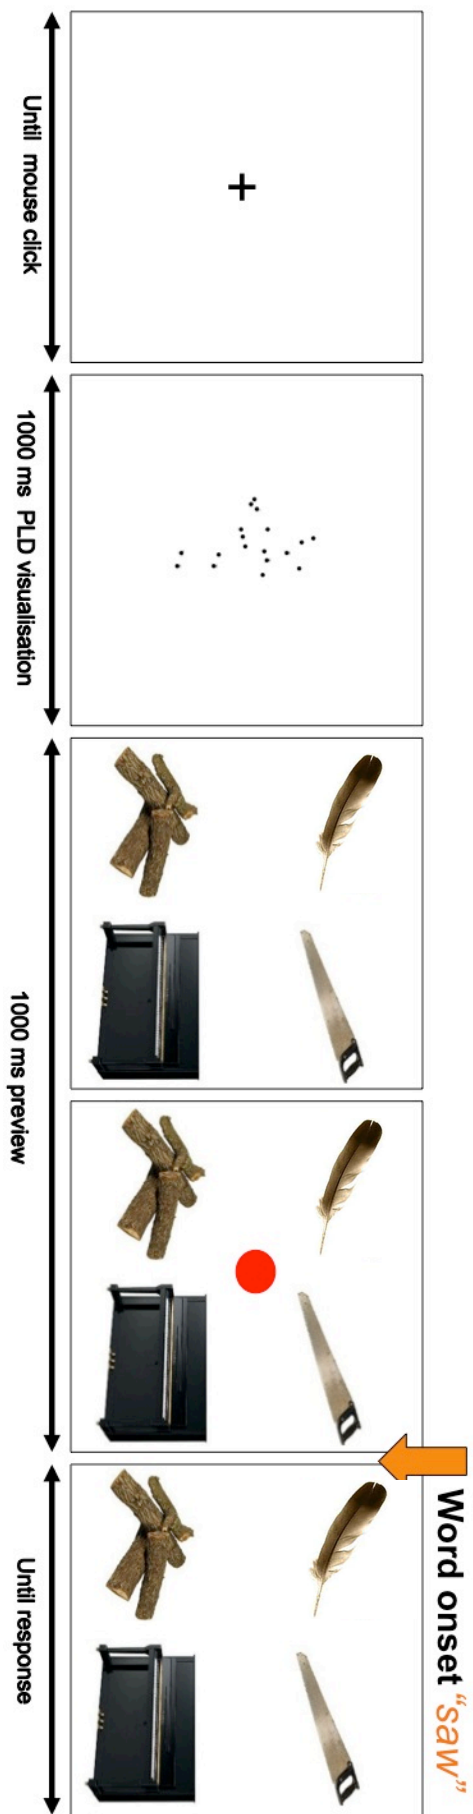 Word onset “saw”
Until mouse click
1000 ms PLD visualisation
1000 ms preview
Until response